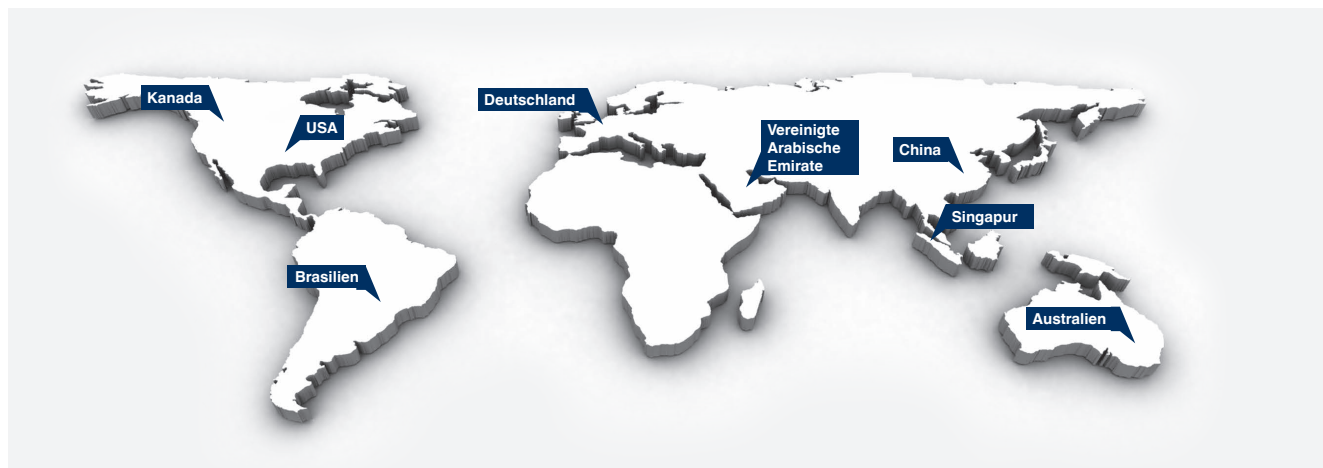 Kanada
USA
Deutschland
Vereinigte
Arabische
Emirate
China
Singapur
Brasilien
Australien